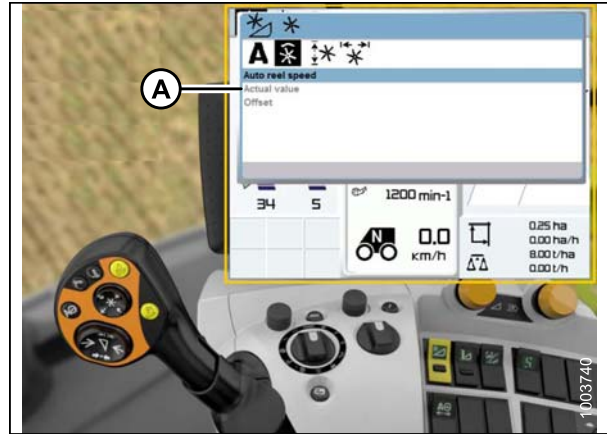 A
Auto reel speed
Actual value
Offset
A
34 5
1200 min-1
N
0.0
км/h
0.25 ha
0.00 ha/h
8.00 t/ha
0.00 t/h
1003740